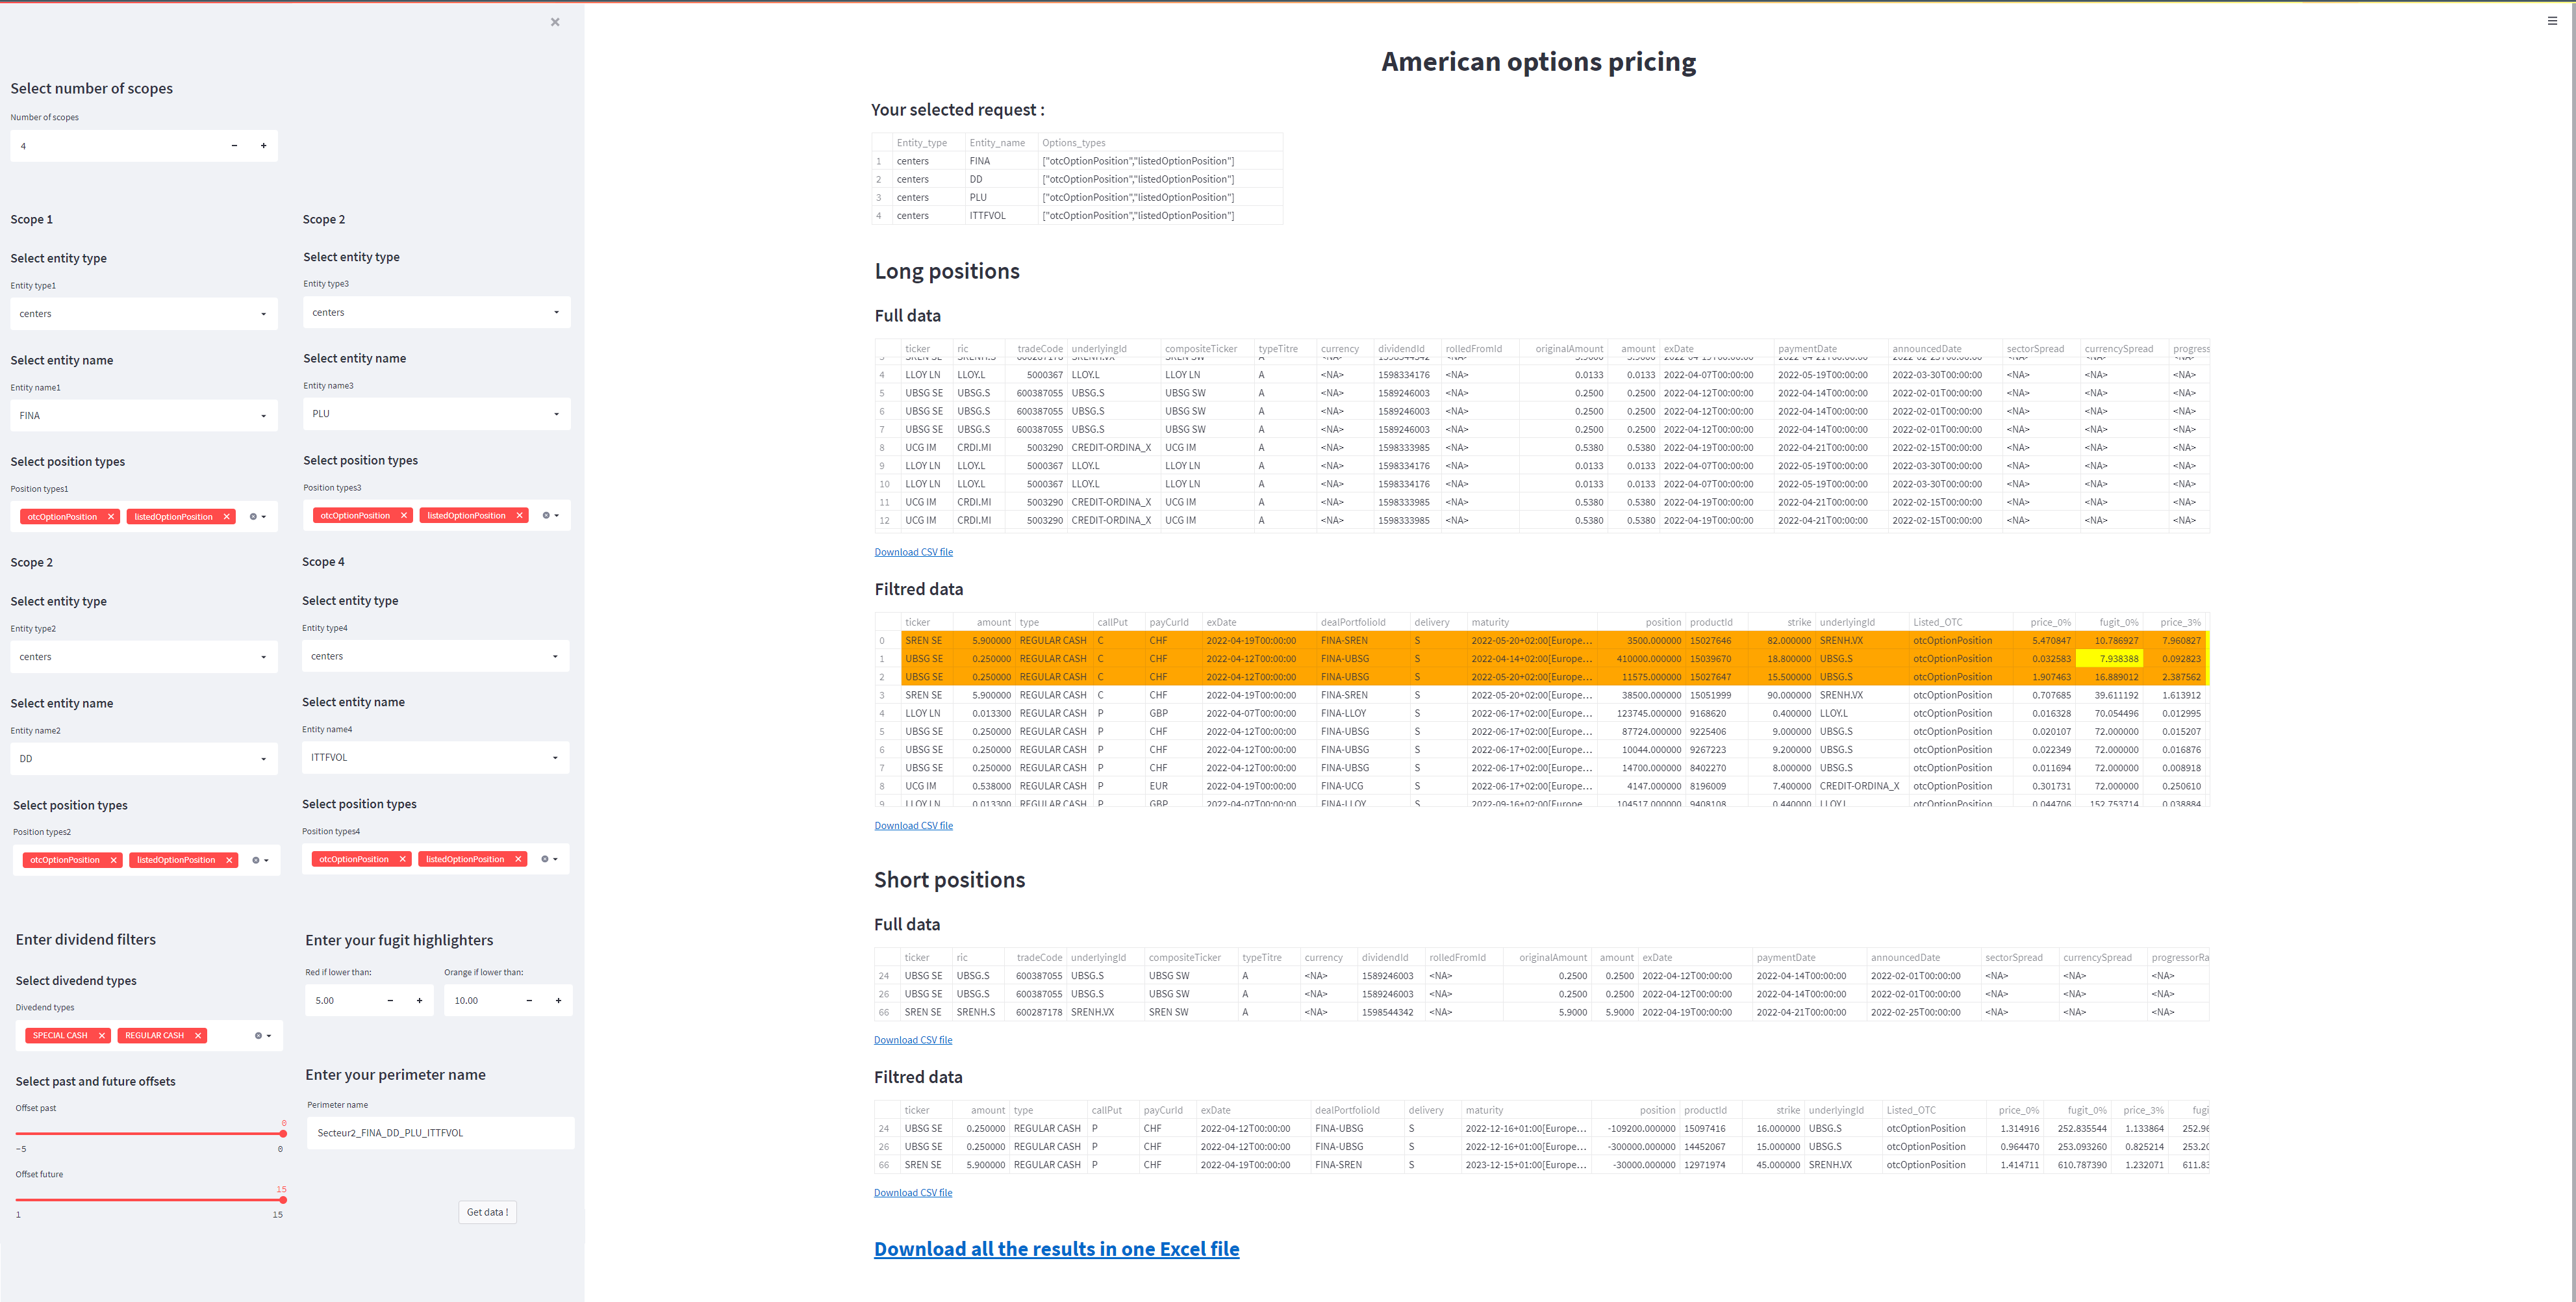 ×
Select number of scopes
Number of scopes
4 − +
Scope 1
Select entity type
Entity type1
centers
Select entity name
Entity name1
FINA
Select position types
Position types1
otcOptionPosition × listedOptionPosition ×
Scope 2
Select entity type
Entity type2
centers
Select entity name
Entity name2
DD
Select position types
Position types2
otcOptionPosition × listedOptionPosition ×
Scope 2
Select entity type
Entity type3
centers
Select entity name
Entity name3
PLU
Select position types
Position types3
otcOptionPosition × listedOptionPosition ×
Scope 4
Select entity type
Entity type4
centers
Select entity name
Entity name4
ITTFVOL
Select position types
Position types4
otcOptionPosition × listedOptionPosition ×
Enter dividend filters
Select divedend types
Divedend types
SPECIAL CASH × REGULAR CASH ×
Select past and future offsets
Offset past
0
−5 0
Offset future
15
1 15
Enter your fugit highlighters
Red if lower than: Orange if lower than:
5.00 − + 10.00 − +
Enter your perimeter name
Perimeter name
Secteur2_FINA_DD_PLU_ITTFVOL
Get data !
American options pricing
Your selected request :
Entity_type Entity_name Options_types
1 centers FINA ["otcOptionPosition","listedOptionPosition"]
2 centers DD ["otcOptionPosition","listedOptionPosition"]
3 centers PLU ["otcOptionPosition","listedOptionPosition"]
4 centers ITTFVOL ["otcOptionPosition","listedOptionPosition"]
Long positions
Full data
ticker ric tradeCode underlyingId compositeTicker typeTitre currency dividendId rolledFromId originalAmount amount exDate paymentDate announcedDate sectorSpread currencySpread progress
4 LLOY LN LLOY.L 5000367 LLOY.L LLOY LN A <NA> 1598334176 <NA> 0.0133 0.0133 2022-04-07T00:00:00 2022-05-19T00:00:00 2022-03-30T00:00:00 <NA> <NA> <NA>
5 UBSG SE UBSG.S 600387055 UBSG.S UBSG SW A <NA> 1589246003 <NA> 0.2500 0.2500 2022-04-12T00:00:00 2022-04-14T00:00:00 2022-02-01T00:00:00 <NA> <NA> <NA>
6 UBSG SE UBSG.S 600387055 UBSG.S UBSG SW A <NA> 1589246003 <NA> 0.2500 0.2500 2022-04-12T00:00:00 2022-04-14T00:00:00 2022-02-01T00:00:00 <NA> <NA> <NA>
7 UBSG SE UBSG.S 600387055 UBSG.S UBSG SW A <NA> 1589246003 <NA> 0.2500 0.2500 2022-04-12T00:00:00 2022-04-14T00:00:00 2022-02-01T00:00:00 <NA> <NA> <NA>
8 UCG IM CRDI.MI 5003290 CREDIT-ORDINA_X UCG IM A <NA> 1598333985 <NA> 0.5380 0.5380 2022-04-19T00:00:00 2022-04-21T00:00:00 2022-02-15T00:00:00 <NA> <NA> <NA>
9 LLOY LN LLOY.L 5000367 LLOY.L LLOY LN A <NA> 1598334176 <NA> 0.0133 0.0133 2022-04-07T00:00:00 2022-05-19T00:00:00 2022-03-30T00:00:00 <NA> <NA> <NA>
10 LLOY LN LLOY.L 5000367 LLOY.L LLOY LN A <NA> 1598334176 <NA> 0.0133 0.0133 2022-04-07T00:00:00 2022-05-19T00:00:00 2022-03-30T00:00:00 <NA> <NA> <NA>
11 UCG IM CRDI.MI 5003290 CREDIT-ORDINA_X UCG IM A <NA> 1598333985 <NA> 0.5380 0.5380 2022-04-19T00:00:00 2022-04-21T00:00:00 2022-02-15T00:00:00 <NA> <NA> <NA>
12 UCG IM CRDI.MI 5003290 CREDIT-ORDINA_X UCG IM A <NA> 1598333985 <NA> 0.5380 0.5380 2022-04-19T00:00:00 2022-04-21T00:00:00 2022-02-15T00:00:00 <NA> <NA> <NA>
Download CSV file
Filtred data
ticker amount type callPut payCurId exDate dealPortfolioId delivery maturity position productId strike underlyingId Listed_OTC price_0% fugit_0% price_3%
0 SREN SE 5.900000 REGULAR CASH C CHF 2022-04-19T00:00:00 FINA-SREN S 2022-05-20+02:00[Europe... 3500.000000 15027646 82.000000 SRENH.VX otcOptionPosition 5.470847 10.786927 7.960827
1 UBSG SE 0.250000 REGULAR CASH C CHF 2022-04-12T00:00:00 FINA-UBSG S 2022-04-14+02:00[Europe... 410000.000000 15039670 18.800000 UBSG.S otcOptionPosition 0.032583 7.938388 0.092823
2 UBSG SE 0.250000 REGULAR CASH C CHF 2022-04-12T00:00:00 FINA-UBSG S 2022-05-20+02:00[Europe... 11575.000000 15027647 15.500000 UBSG.S otcOptionPosition 1.907463 16.889012 2.387562
3 SREN SE 5.900000 REGULAR CASH C CHF 2022-04-19T00:00:00 FINA-SREN S 2022-05-20+02:00[Europe... 38500.000000 15051999 90.000000 SRENH.VX otcOptionPosition 0.707685 39.611192 1.613912
4 LLOY LN 0.013300 REGULAR CASH P GBP 2022-04-07T00:00:00 FINA-LLOY S 2022-06-17+02:00[Europe... 123745.000000 9168620 0.400000 LLOY.L otcOptionPosition 0.016328 70.054496 0.012995
5 UBSG SE 0.250000 REGULAR CASH P CHF 2022-04-12T00:00:00 FINA-UBSG S 2022-06-17+02:00[Europe... 87724.000000 9225406 9.000000 UBSG.S otcOptionPosition 0.020107 72.000000 0.015207
6 UBSG SE 0.250000 REGULAR CASH P CHF 2022-04-12T00:00:00 FINA-UBSG S 2022-06-17+02:00[Europe... 10044.000000 9267223 9.200000 UBSG.S otcOptionPosition 0.022349 72.000000 0.016876
7 UBSG SE 0.250000 REGULAR CASH P CHF 2022-04-12T00:00:00 FINA-UBSG S 2022-06-17+02:00[Europe... 14700.000000 8402270 8.000000 UBSG.S otcOptionPosition 0.011694 72.000000 0.008918
8 UCG IM 0.538000 REGULAR CASH P EUR 2022-04-19T00:00:00 FINA-UCG S 2022-06-17+02:00[Europe... 4147.000000 8196009 7.400000 CREDIT-ORDINA_X otcOptionPosition 0.301731 72.000000 0.250610
9 LLOY LN 0.013300 REGULAR CASH P GBP 2022-04-07T00:00:00 FINA-LLOY S 2022-09-16+02:00[Europe... 104517.000000 9408108 0.440000 LLOY.L otcOptionPosition 0.044706 152.753714 0.038884
Download CSV file
Short positions
Full data
ticker ric tradeCode underlyingId compositeTicker typeTitre currency dividendId rolledFromId originalAmount amount exDate paymentDate announcedDate sectorSpread currencySpread progressorRa
24 UBSG SE UBSG.S 600387055 UBSG.S UBSG SW A <NA> 1589246003 <NA> 0.2500 0.2500 2022-04-12T00:00:00 2022-04-14T00:00:00 2022-02-01T00:00:00 <NA> <NA> <NA>
26 UBSG SE UBSG.S 600387055 UBSG.S UBSG SW A <NA> 1589246003 <NA> 0.2500 0.2500 2022-04-12T00:00:00 2022-04-14T00:00:00 2022-02-01T00:00:00 <NA> <NA> <NA>
66 SREN SE SRENH.S 600287178 SRENH.VX SREN SW A <NA> 1598544342 <NA> 5.9000 5.9000 2022-04-19T00:00:00 2022-04-21T00:00:00 2022-02-25T00:00:00 <NA> <NA> <NA>
Download CSV file
Filtred data
ticker amount type callPut payCurId exDate dealPortfolioId delivery maturity position productId strike underlyingId Listed_OTC price_0% fugit_0% price_3% fugi
24 UBSG SE 0.250000 REGULAR CASH P CHF 2022-04-12T00:00:00 FINA-UBSG S 2022-12-16+01:00[Europe... -109200.000000 15097416 16.000000 UBSG.S otcOptionPosition 1.314916 252.835544 1.133864 252.96
26 UBSG SE 0.250000 REGULAR CASH P CHF 2022-04-12T00:00:00 FINA-UBSG S 2022-12-16+01:00[Europe... -300000.000000 14452067 15.000000 UBSG.S otcOptionPosition 0.964470 253.093260 0.825214 253.20
66 SREN SE 5.900000 REGULAR CASH P CHF 2022-04-19T00:00:00 FINA-SREN S 2023-12-15+01:00[Europe... -30000.000000 12971974 45.000000 SRENH.VX otcOptionPosition 1.414711 610.787390 1.232071 611.83
Download CSV file
Download all the results in one Excel file